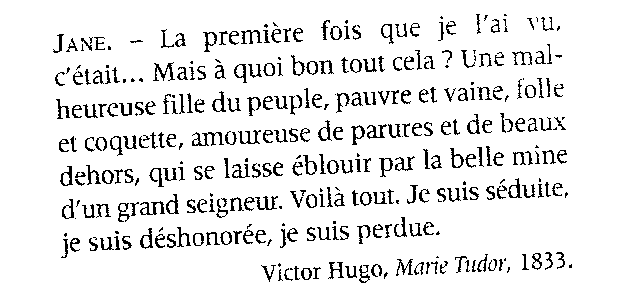 JANE. – La première fois que je l'ai vu,
c'était... Mais à quoi bon tout cela ? Une mal-
heureuse fille du peuple, pauvre et vaine, folle
et coquette, amoureuse de parures et de beaux
dehors, qui se laisse éblouir par la belle mine
d'un grand seigneur. Voilà tout. Je suis séduite,
je suis déshonorée, je suis perdue.
Victor Hugo, Marie Tudor, 1833.